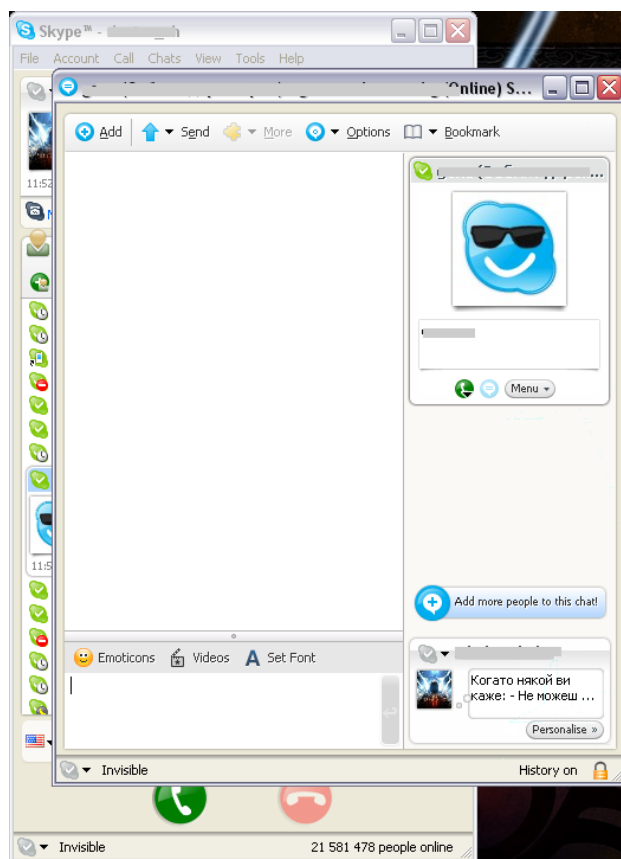 Skype™ -
File Account Call Chats View Tools Help
(Online) S...
Add Send More Options Bookmark
11:52
Menu
11:5
Add more people to this chat!
Emoticons Videos A Set Font
Когато някой ви
каже: - Не можеш ...
Personalise »
Invisible History on
Invisible 21 581 478 people online